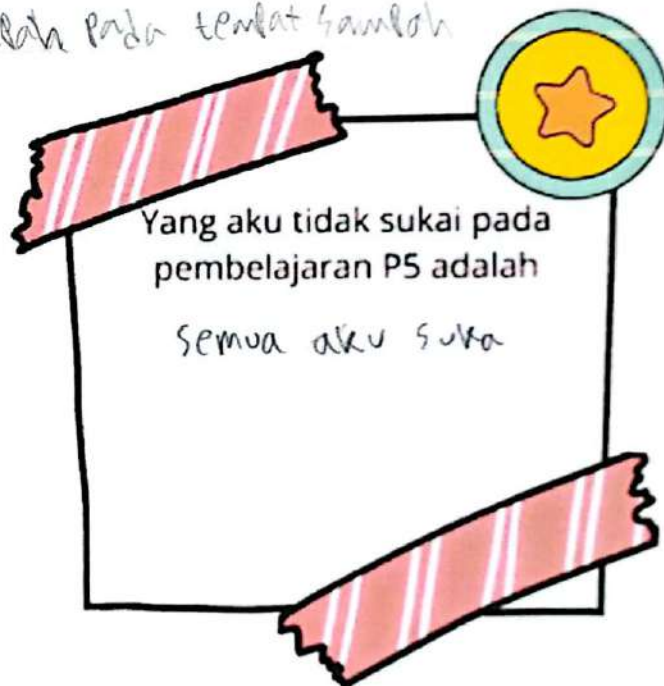 pada tempat sampah
Yang aku tidak sukai pada
pembelajaran P5 adalah
semua aku suka